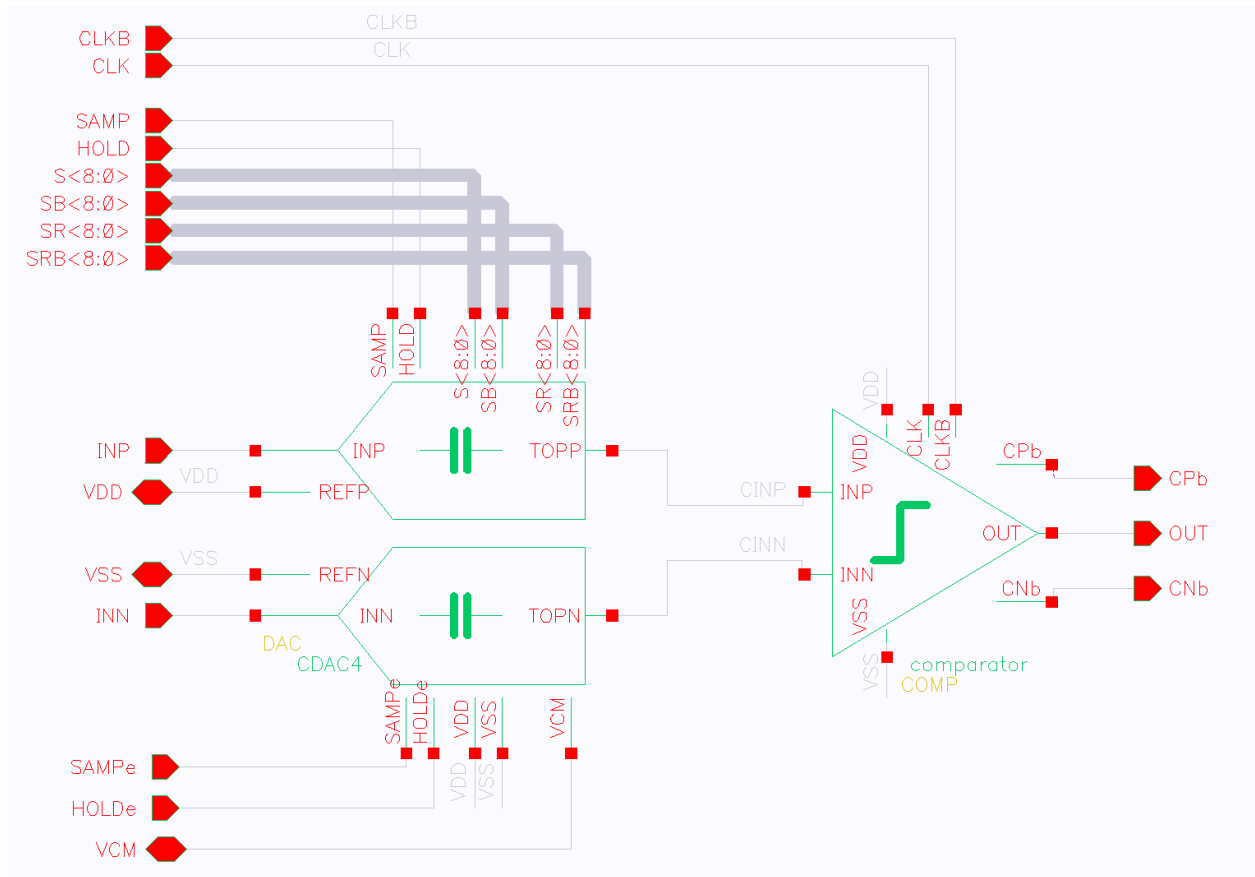 CLKB
CLKB
CLK
CLK
SAMP
HOLD
S<8:0>
SB<8:0>
SR<8:0>
SRB<8:0>
SAMP
HOLD
S<8:0>
SB<8:0>
SR<8:0>
SRB<8:0>
INP
INP
TOPP
VDD
VDD
REFP
VSS
VSS
REFN
INN
INN
TOPN
DAC
CDAC4
SAMPe
HOLDe
VDD
VSS
VCM
VDD
VSS
SAMPe
HOLDe
VCM
CINP
CINN
VDD
VDD
CLK
CLKB
INP
INN
OUT
VSS
VSS
comparator
COMP
CPb
CPb
OUT
CNb
CNb